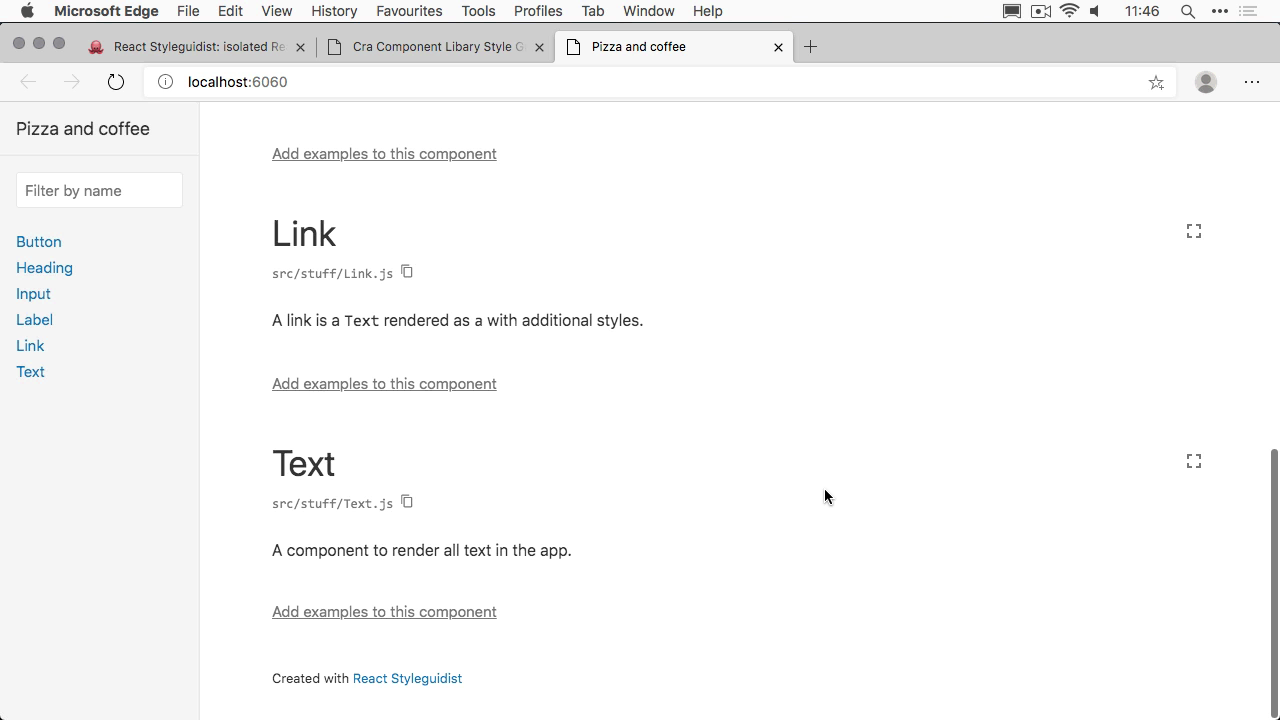 Microsoft Edge File Edit View History Favourites Tools Profiles Tab Window Help 11:46
React Styleguidist: isolated Re
Cra Component Libary Style G
Pizza and coffee
localhost:6060
Pizza and coffee
Filter by name
Button
Heading
Input
Label
Link
Text
Add examples to this component
Link
src/stuff/Link.js
A link is a Text rendered as a with additional styles.
Add examples to this component
Text
src/stuff/Text.js
A component to render all text in the app.
Add examples to this component
Created with React Styleguidist